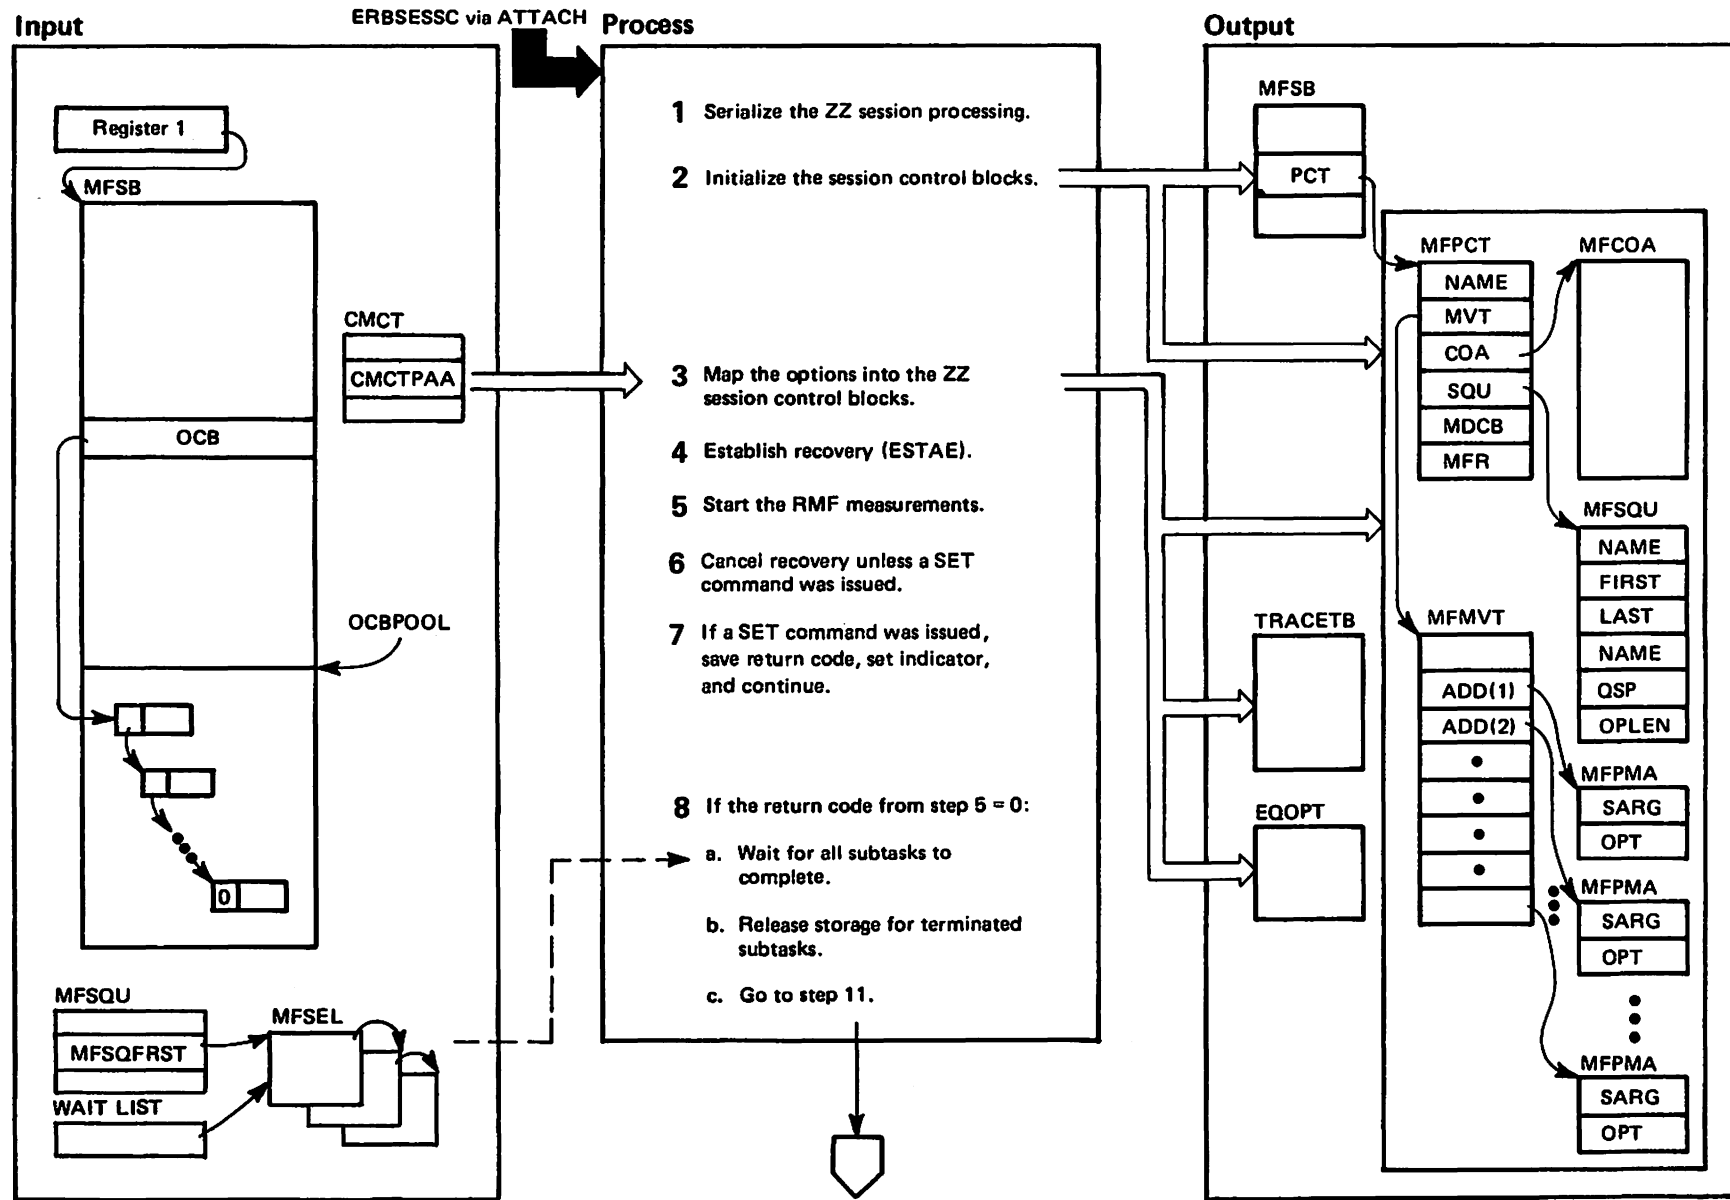 ERBSESSC via ATTACH
Input
Process
Output
Register 1
MFSB
OCB
CMCT
CMCTPAA
OCBPOOL
0
MFSQU
MFSQFRST
MFSEL
WAIT LIST
1 Serialize the ZZ session processing.
2 Initialize the session control blocks.
3 Map the options into the ZZ
session control blocks.
4 Establish recovery (ESTAE).
5 Start the RMF measurements.
6 Cancel recovery unless a SET
command was issued.
7 If a SET command was issued,
save return code, set indicator,
and continue.
8 If the return code from step 5 = 0:
a. Wait for all subtasks to
complete.
b. Release storage for terminated
subtasks.
c. Go to step 11.
MFSB
PCT
TRACETB
EQOPT
MFPCT
NAME
MVT
COA
SQU
MDCB
MFR
MFCOA
MFSQU
NAME
FIRST
LAST
NAME
QSP
OPLEN
MFMVT
ADD(1)
ADD(2)
MFPMA
SARG
OPT
MFPMA
SARG
OPT
MFPMA
SARG
OPT